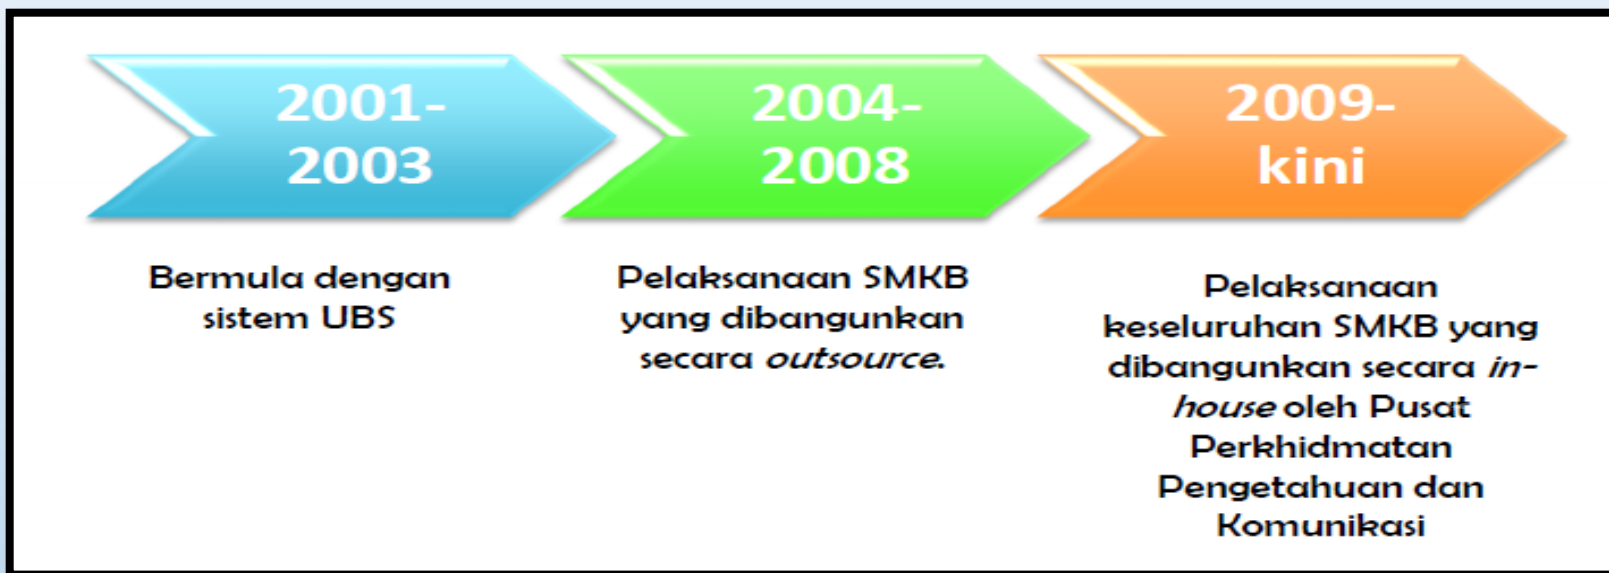 2001-
2003
2004-
2008
2009-
kini
Bermula dengan
sistem UBS
Pelaksanaan SMKB
yang dibangunkan
secara outsource.
Pelaksanaan
keseluruhan SMKB yang
dibangunkan secara in-
house oleh Pusat
Perkhidmatan
Pengetahuan dan
Komunikasi